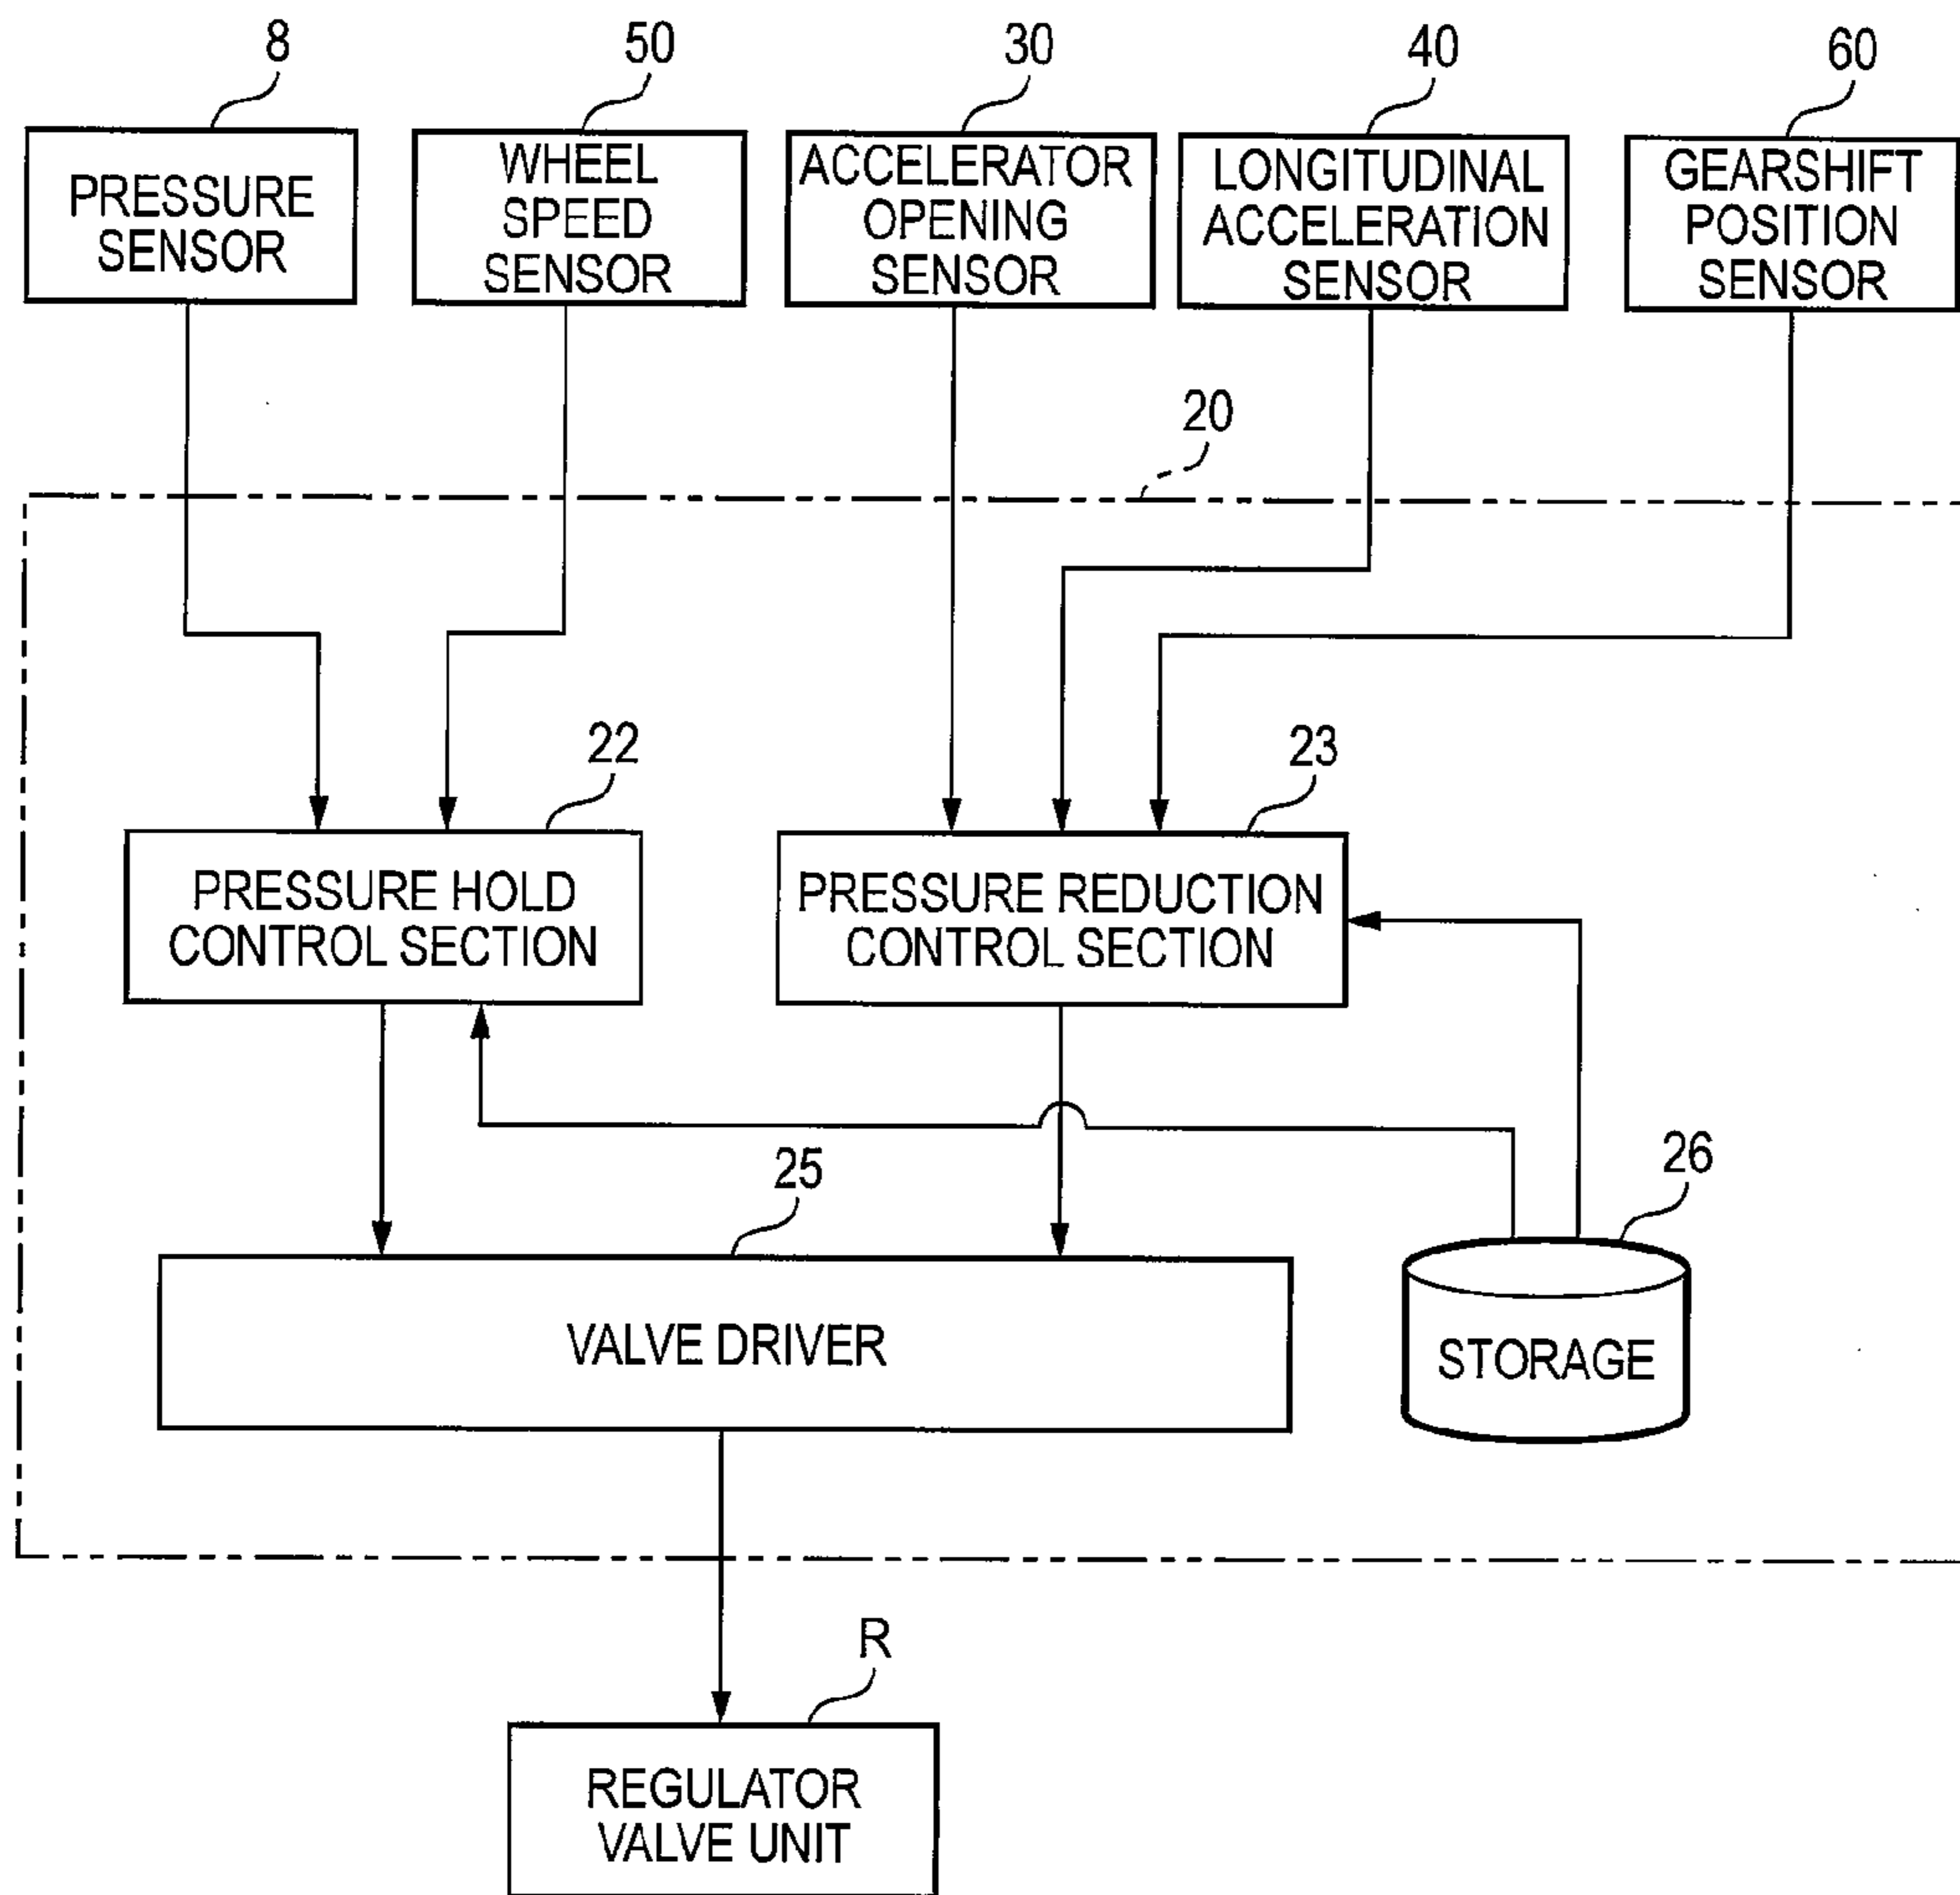 8
50
30
40
60
PRESSURE
SENSOR
WHEEL
SPEED
SENSOR
ACCELERATOR
OPENING
SENSOR
LONGITUDINAL
ACCELERATION
SENSOR
GEARSHIFT
POSITION
SENSOR
20
22
23
PRESSURE HOLD
CONTROL SECTION
PRESSURE REDUCTION
CONTROL SECTION
25
26
VALVE DRIVER
STORAGE
R
REGULATOR
VALVE UNIT